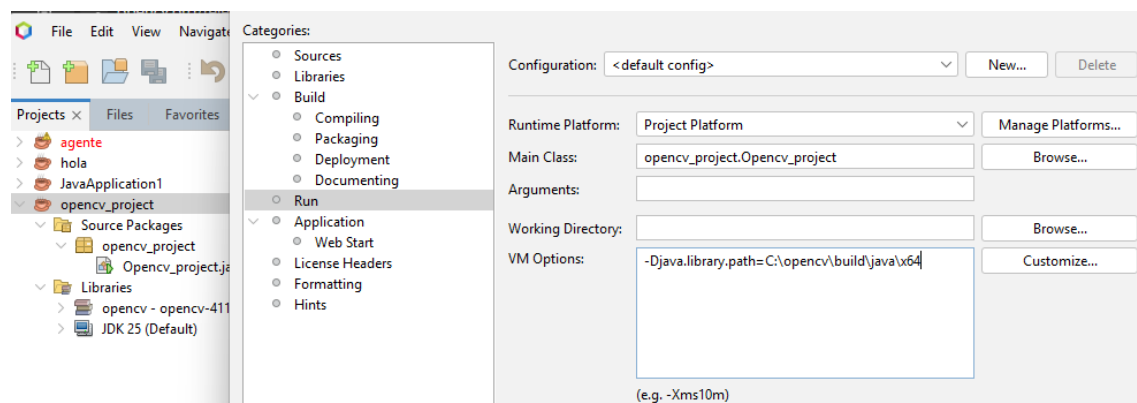 File Edit View Navigate
Projects Files Favorites
agente
hola
JavaApplication1
opencv_project
Source Packages
opencv_project
Opencv_project.ja
Libraries
opencv - opencv-411
JDK 25 (Default)
Categories:
Sources
Libraries
Build
Compiling
Packaging
Deployment
Documenting
Run
Application
Web Start
License Headers
Formatting
Hints
Configuration: <default config> New... Delete
Runtime Platform: Project Platform Manage Platforms...
Main Class: opencv_project.Opencv_project Browse...
Arguments:
Working Directory: Browse...
VM Options: -Djava.library.path=C:\opencv\build\java\x64 Customize...
(e.g. -Xms10m)